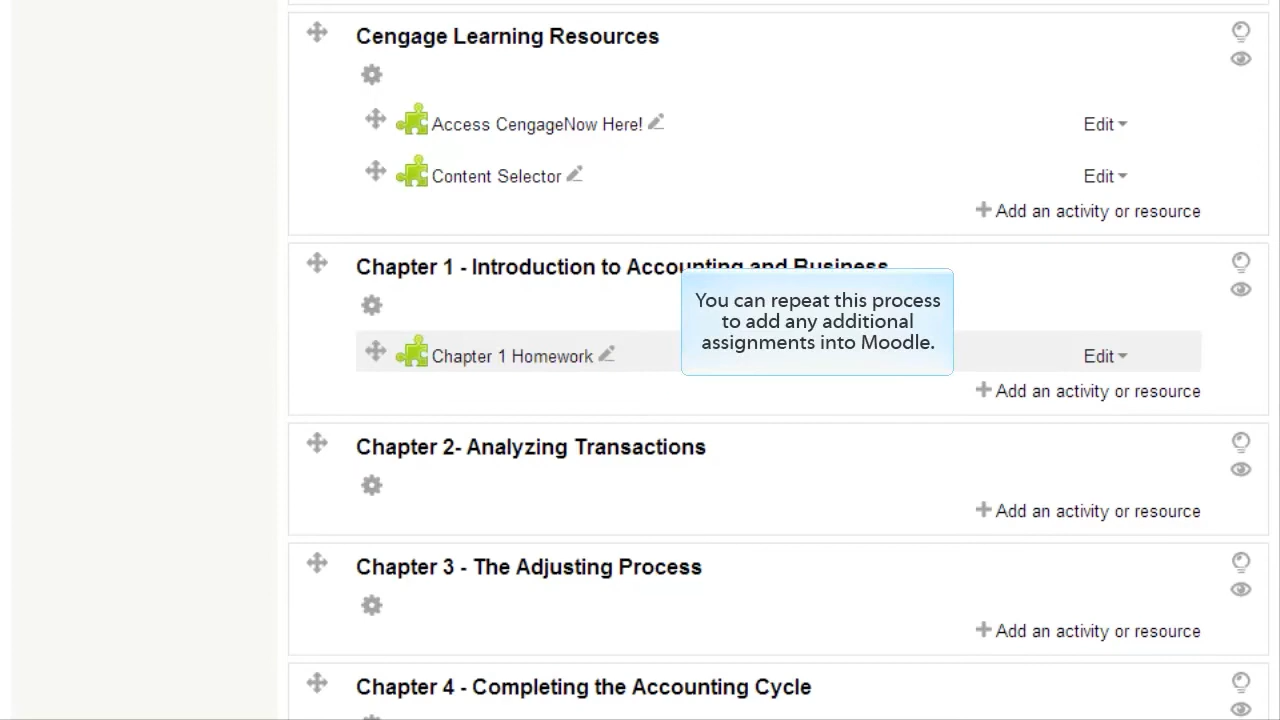 Cengage Learning Resources
Access CengageNow Here!
Edit
Content Selector
Edit
Add an activity or resource
Chapter 1 - Introduction to Accounting and Business
You can repeat this process
to add any additional
assignments into Moodle.
Chapter 1 Homework
Edit
Add an activity or resource
Chapter 2- Analyzing Transactions
Add an activity or resource
Chapter 3 - The Adjusting Process
Add an activity or resource
Chapter 4 - Completing the Accounting Cycle